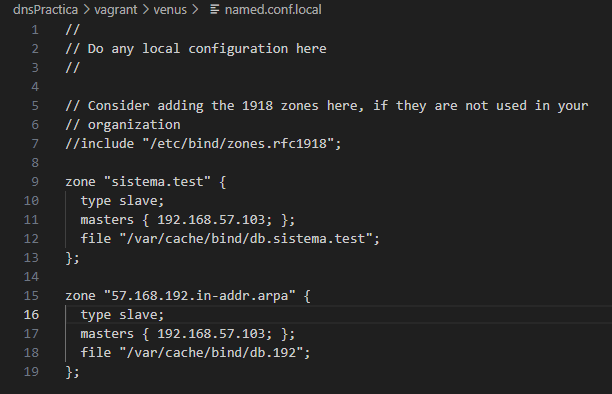 dnsPractica > vagrant > venus > named.conf.local
1 //
2 // Do any local configuration here
3 //
4
5 // Consider adding the 1918 zones here, if they are not used in your
6 // organization
7 //include "/etc/bind/zones.rfc1918";
8
9 zone "sistema.test" {
10   type slave;
11   masters { 192.168.57.103; };
12   file "/var/cache/bind/db.sistema.test";
13 };
14
15 zone "57.168.192.in-addr.arpa" {
16   type slave;
17   masters { 192.168.57.103; };
18   file "/var/cache/bind/db.192";
19 };